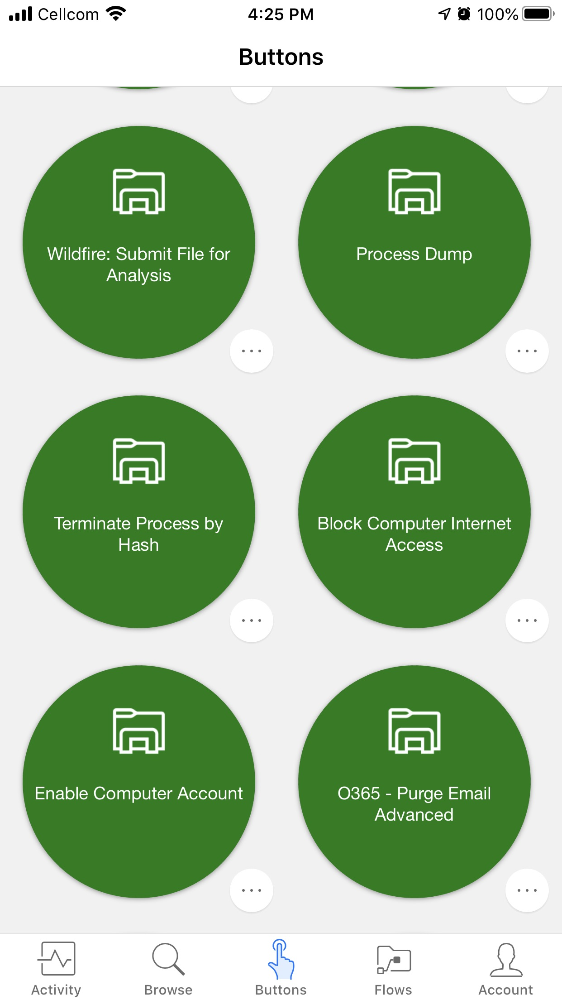 Cellcom 4:25 PM 100%
Buttons
Wildfire: Submit File for
Analysis
Process Dump
Terminate Process by
Hash
Block Computer Internet
Access
Enable Computer Account
O365 - Purge Email
Advanced
Activity Browse Buttons Flows Account